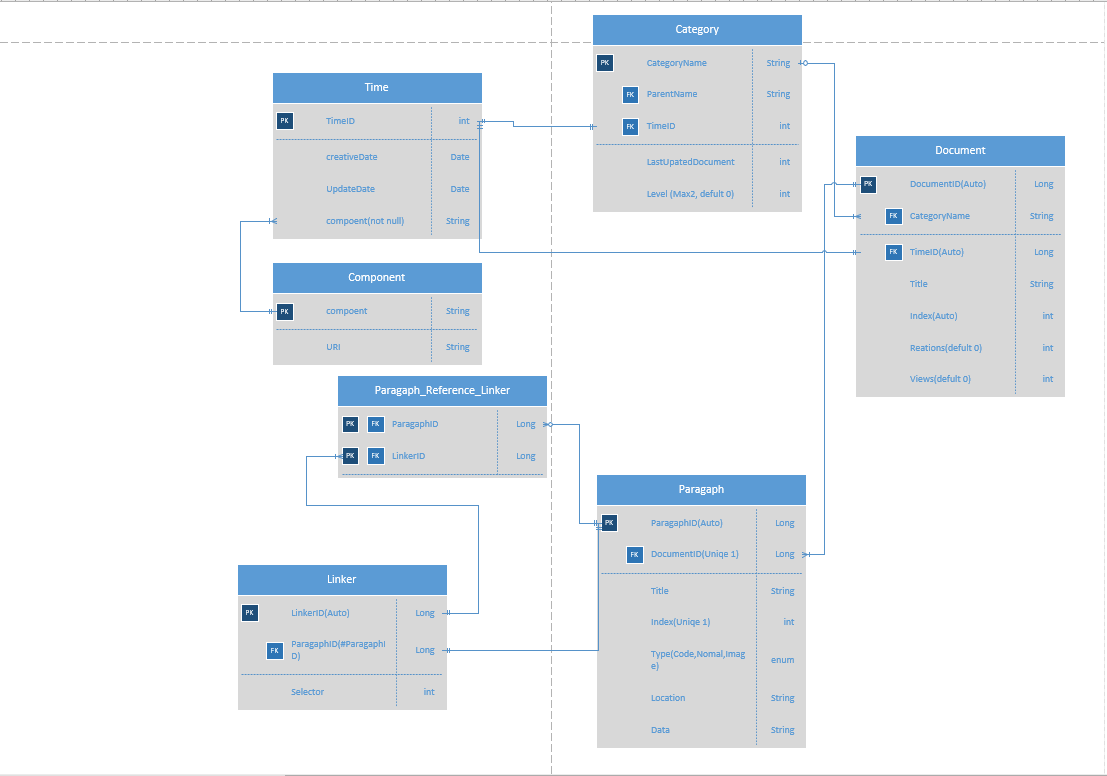 Category
PK CategoryName String
FK ParentName String
FK TimeID int
LastUpatedDocument int
Level (Max2, defult 0) int
Time
PK TimeID int
creativeDate Date
UpdateDate Date
compoent(not null) String
Document
PK DocumentID(Auto) Long
FK CategoryName String
FK TimeID(Auto) Long
Title String
Index(Auto) int
Reations(defult 0) int
Views(defult 0) int
Component
PK compoent String
URI String
Paragaph_Reference_Linker
PK FK ParagaphID Long
PK FK LinkerID Long
Paragaph
PK ParagaphID(Auto) Long
FK DocumentID(Uniqe 1) Long
Title String
Index(Uniqe 1) int
Type(Code,Nomal,Imag
e) enum
Location String
Data String
Linker
PK LinkerID(Auto) Long
FK ParagaphID(#ParagaphI
D) Long
Selector int